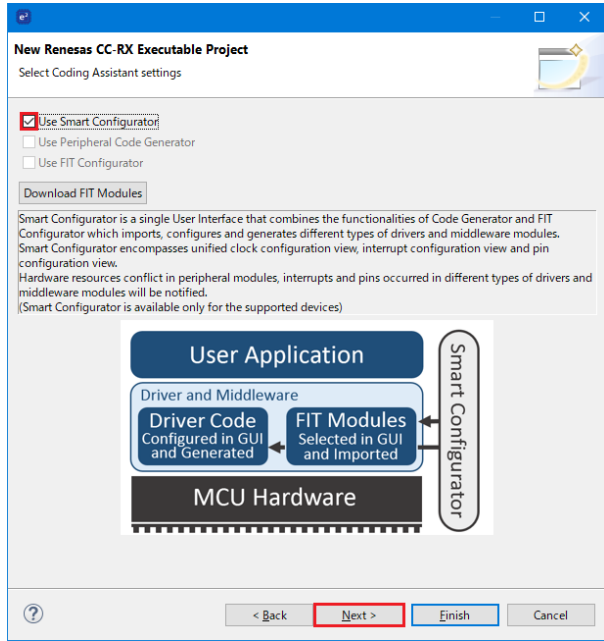 e²
New Renesas CC-RX Executable Project
Select Coding Assistant settings
Use Smart Configurator
Use Peripheral Code Generator
Use FIT Configurator
Download FIT Modules
Smart Configurator is a single User Interface that combines the functionalities of Code Generator and FIT
Configurator which imports, configures and generates different types of drivers and middleware modules.
Smart Configurator encompasses unified clock configuration view, interrupt configuration view and pin
configuration view.
Hardware resources conflict in peripheral modules, interrupts and pins occurred in different types of drivers and
middleware modules will be notified.
(Smart Configurator is available only for the supported devices)
User Application
Driver and Middleware
Driver Code
Configured in GUI
and Generated
FIT Modules
Selected in GUI
and Imported
Smart Configurator
MCU Hardware
?
< Back
Next >
Finish
Cancel